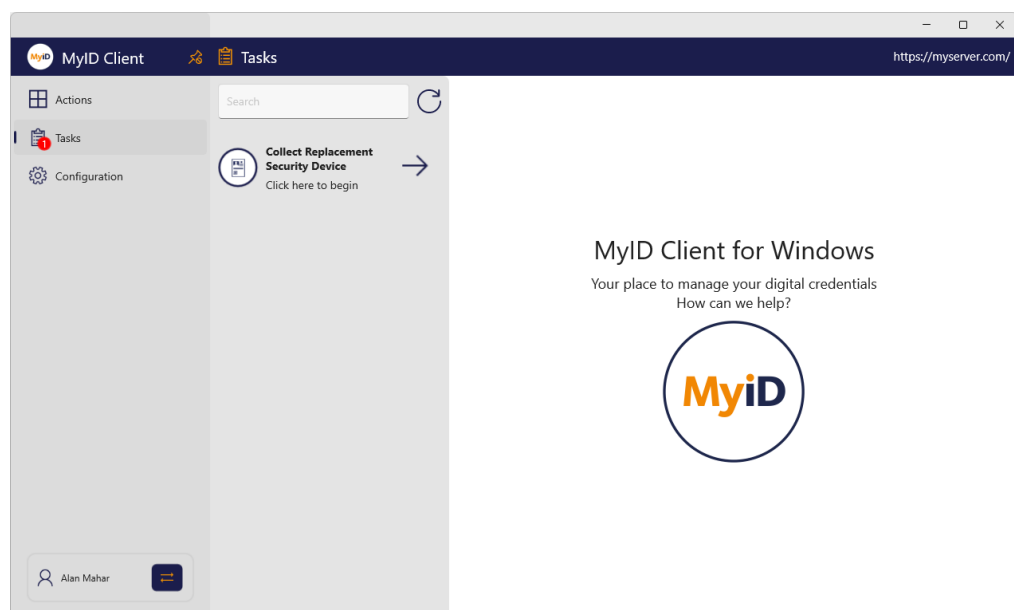 MyiD MyID Client
Tasks
https://myserver.com/
Actions
1
Tasks
Configuration
Search
Collect Replacement
Security Device
Click here to begin
MyID Client for Windows
Your place to manage your digital credentials
How can we help?
MyiD
Alan Mahar